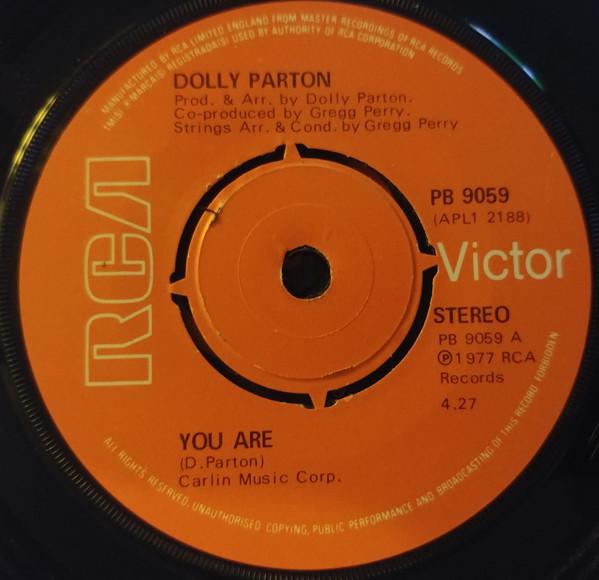 MANUFACTURED BY RCA LIMITED ENGLAND FROM MASTER RECORDINGS OF RCA RECORDS
TM(S) ® MARCA(S) REGISTRADA(S) USED BY AUTHORITY OF RCA CORPORATION
DOLLY PARTON
Prod. & Arr. by Dolly Parton.
Co-produced by Gregg Perry.
Strings Arr. & Cond. by Gregg Perry
RCA
PB 9059
(APL1 2188)
Victor
STEREO
PB 9059 A
Ⓟ1977 RCA
Records
4.27
YOU ARE
(D.Parton)
Carlin Music Corp.
ALL RIGHTS RESERVED, UNAUTHORISED COPYING, PUBLIC PERFORMANCE AND BROADCASTING OF THIS RECORD FORBIDDEN